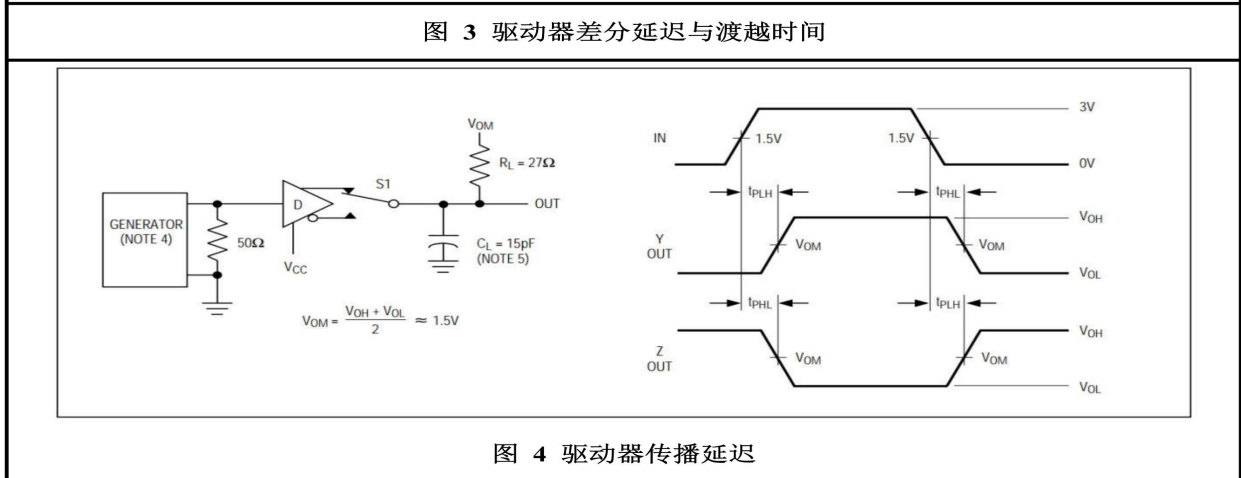 图 3 驱动器差分延迟与渡越时间
GENERATOR
(NOTE 4)
50Ω
D
VCC
S1
VOM
RL = 27Ω
OUT
CL = 15pF
(NOTE 5)
VOM = VOH + VOL / 2 ≈ 1.5V
IN
1.5V
1.5V
3V
0V
tPLH
tPHL
Y
OUT
VOM
VOM
VOH
VOL
tPHL
tPLH
Z
OUT
VOM
VOM
VOH
VOL
图 4 驱动器传播延迟